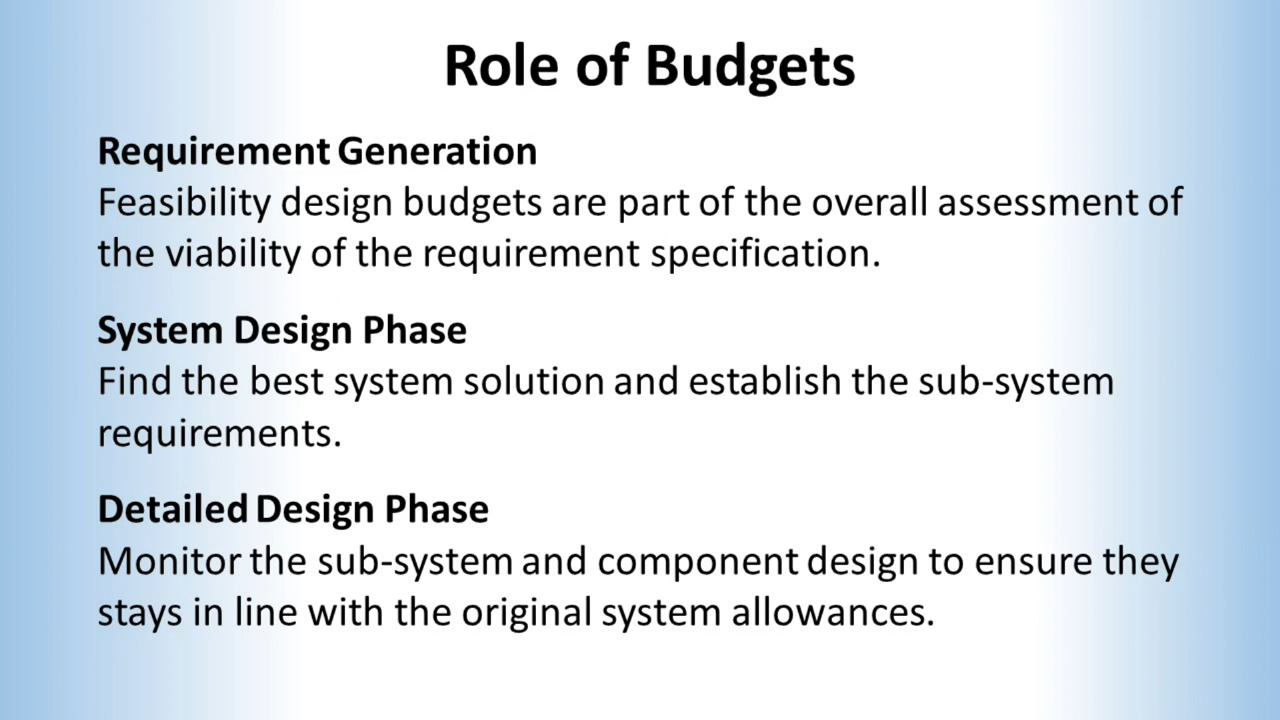 Role of Budgets
Requirement Generation
Feasibility design budgets are part of the overall assessment of
the viability of the requirement specification.
System Design Phase
Find the best system solution and establish the sub-system
requirements.
Detailed Design Phase
Monitor the sub-system and component design to ensure they
stays in line with the original system allowances.